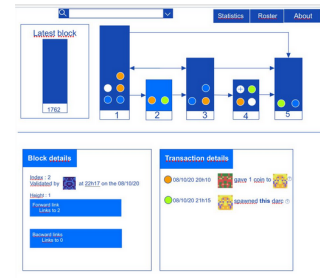 Statistics Roster About
Latest block
1762
1 2 3 4 5
Block details
Index : 2
Validated by at 22h17 on the 08/10/20
Height : 1
Forward link
Links to 3
Backward links
Links to 0
Transaction details
08/10/20 20h10 gave 1 coin to
08/10/20 21h15 spawned this darc